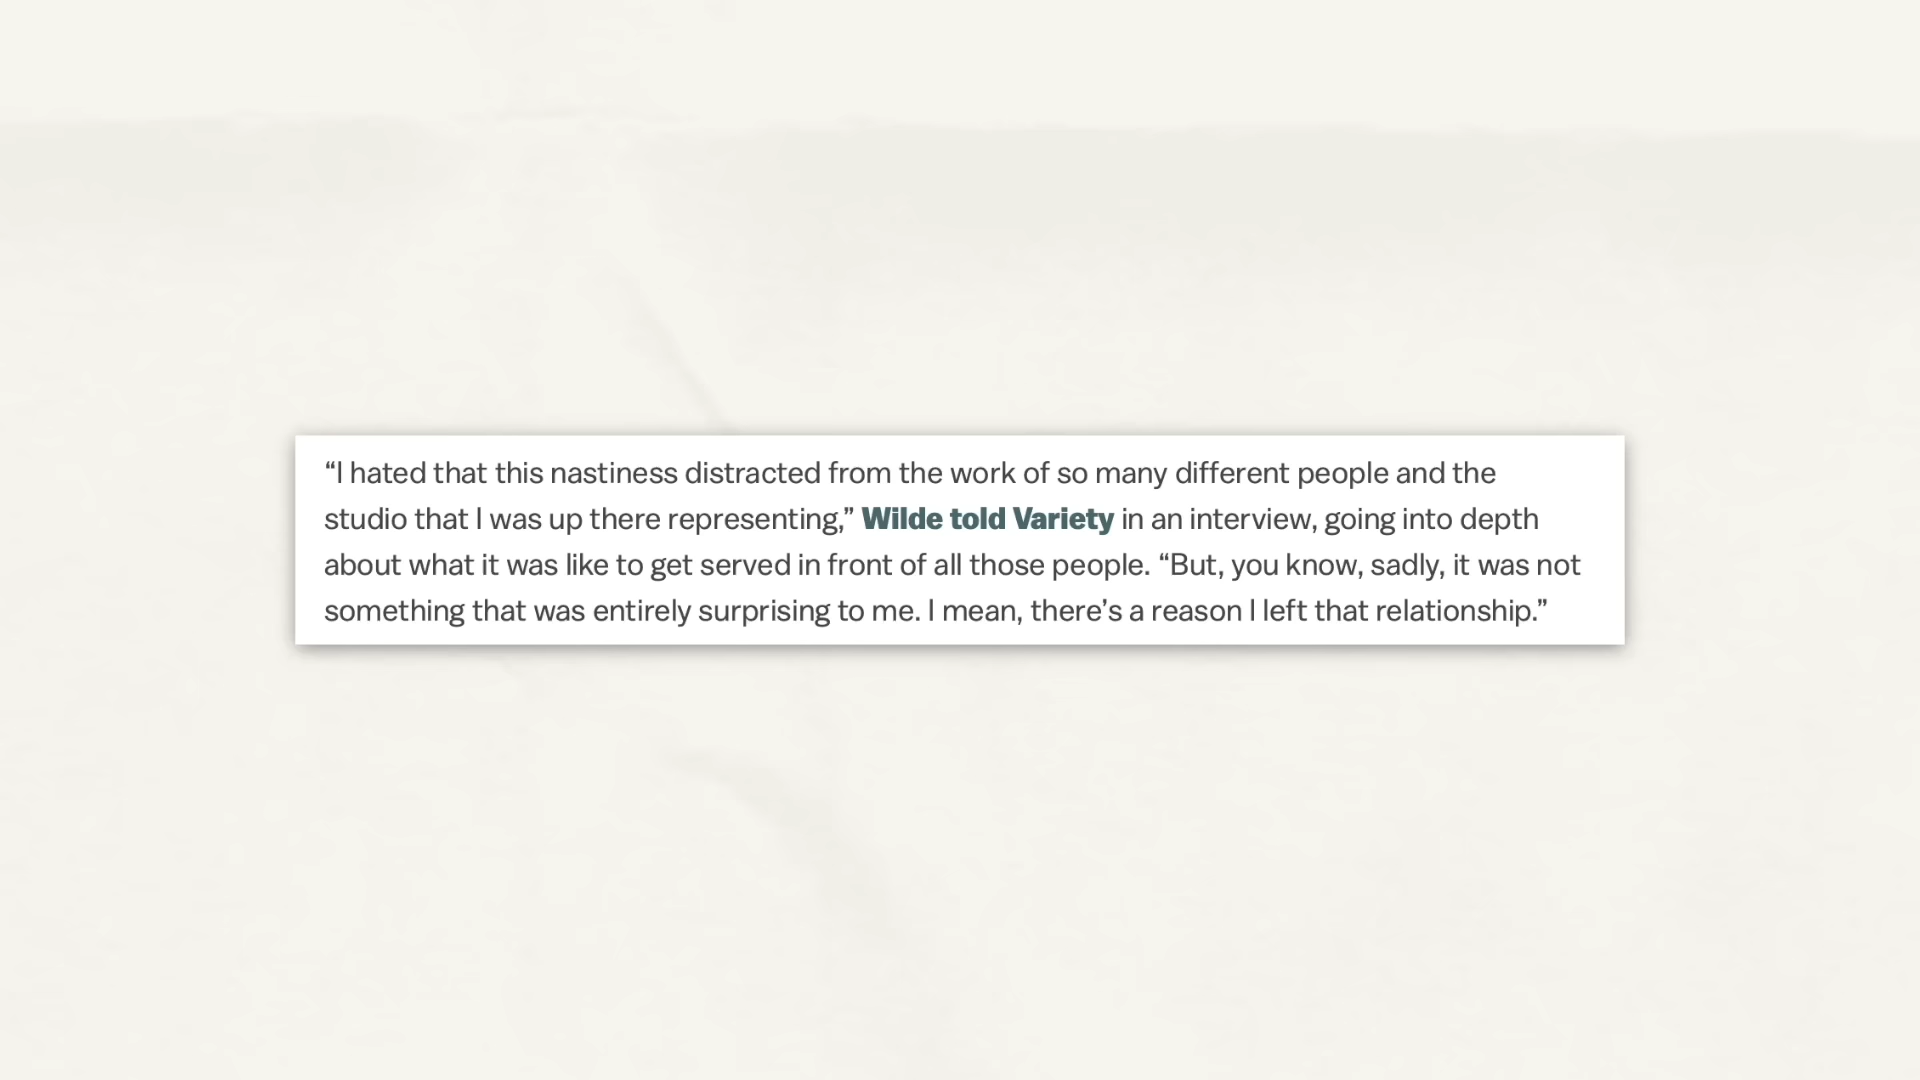 “I hated that this nastiness distracted from the work of so many different people and the
studio that I was up there representing,” Wilde told Variety in an interview, going into depth
about what it was like to get served in front of all those people. “But, you know, sadly, it was not
something that was entirely surprising to me. I mean, there’s a reason I left that relationship.”